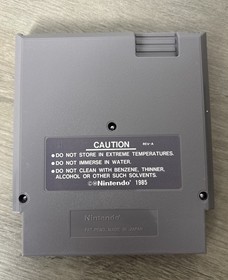 CAUTION
REV-A
• DO NOT STORE IN EXTREME TEMPERATURES.
• DO NOT IMMERSE IN WATER.
• DO NOT CLEAN WITH BENZENE, THINNER,
ALCOHOL OR OTHER SUCH SOLVENTS.
©®Nintendo® 1985
Nintendo